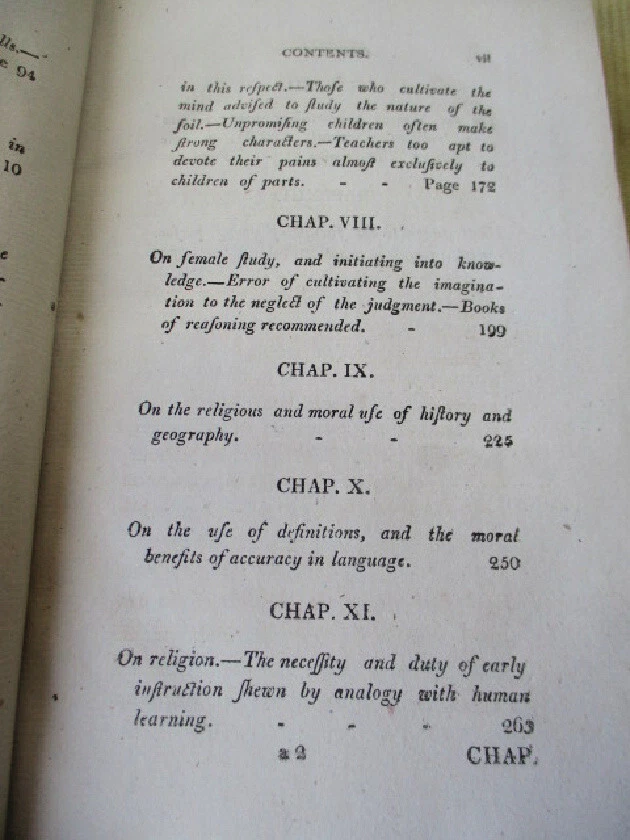 lls.—
e 94
in
10
e
CONTENTS. vii
in this reſpect.—Thoſe who cultivate the
mind adviſed to ſtudy the nature of the
ſoil.—Unpromiſing children often make
ſtrong characters.—Teachers too apt to
devote their pains almoſt excluſively to
children of parts. - - Page 172
CHAP. VIII.
On female ſtudy, and initiating into know-
ledge.—Error of cultivating the imagina-
tion to the neglect of the judgment.—Books
of reaſoning recommended. - 199
CHAP. IX.
On the religious and moral uſe of hiſtory and
geography. - - 225
CHAP. X.
On the uſe of definitions, and the moral
benefits of accuracy in language. 250
CHAP. XI.
On religion.—The neceſſity and duty of early
inſtruction ſhewn by analogy with human
learning. - - - 263
a 2 CHAP.